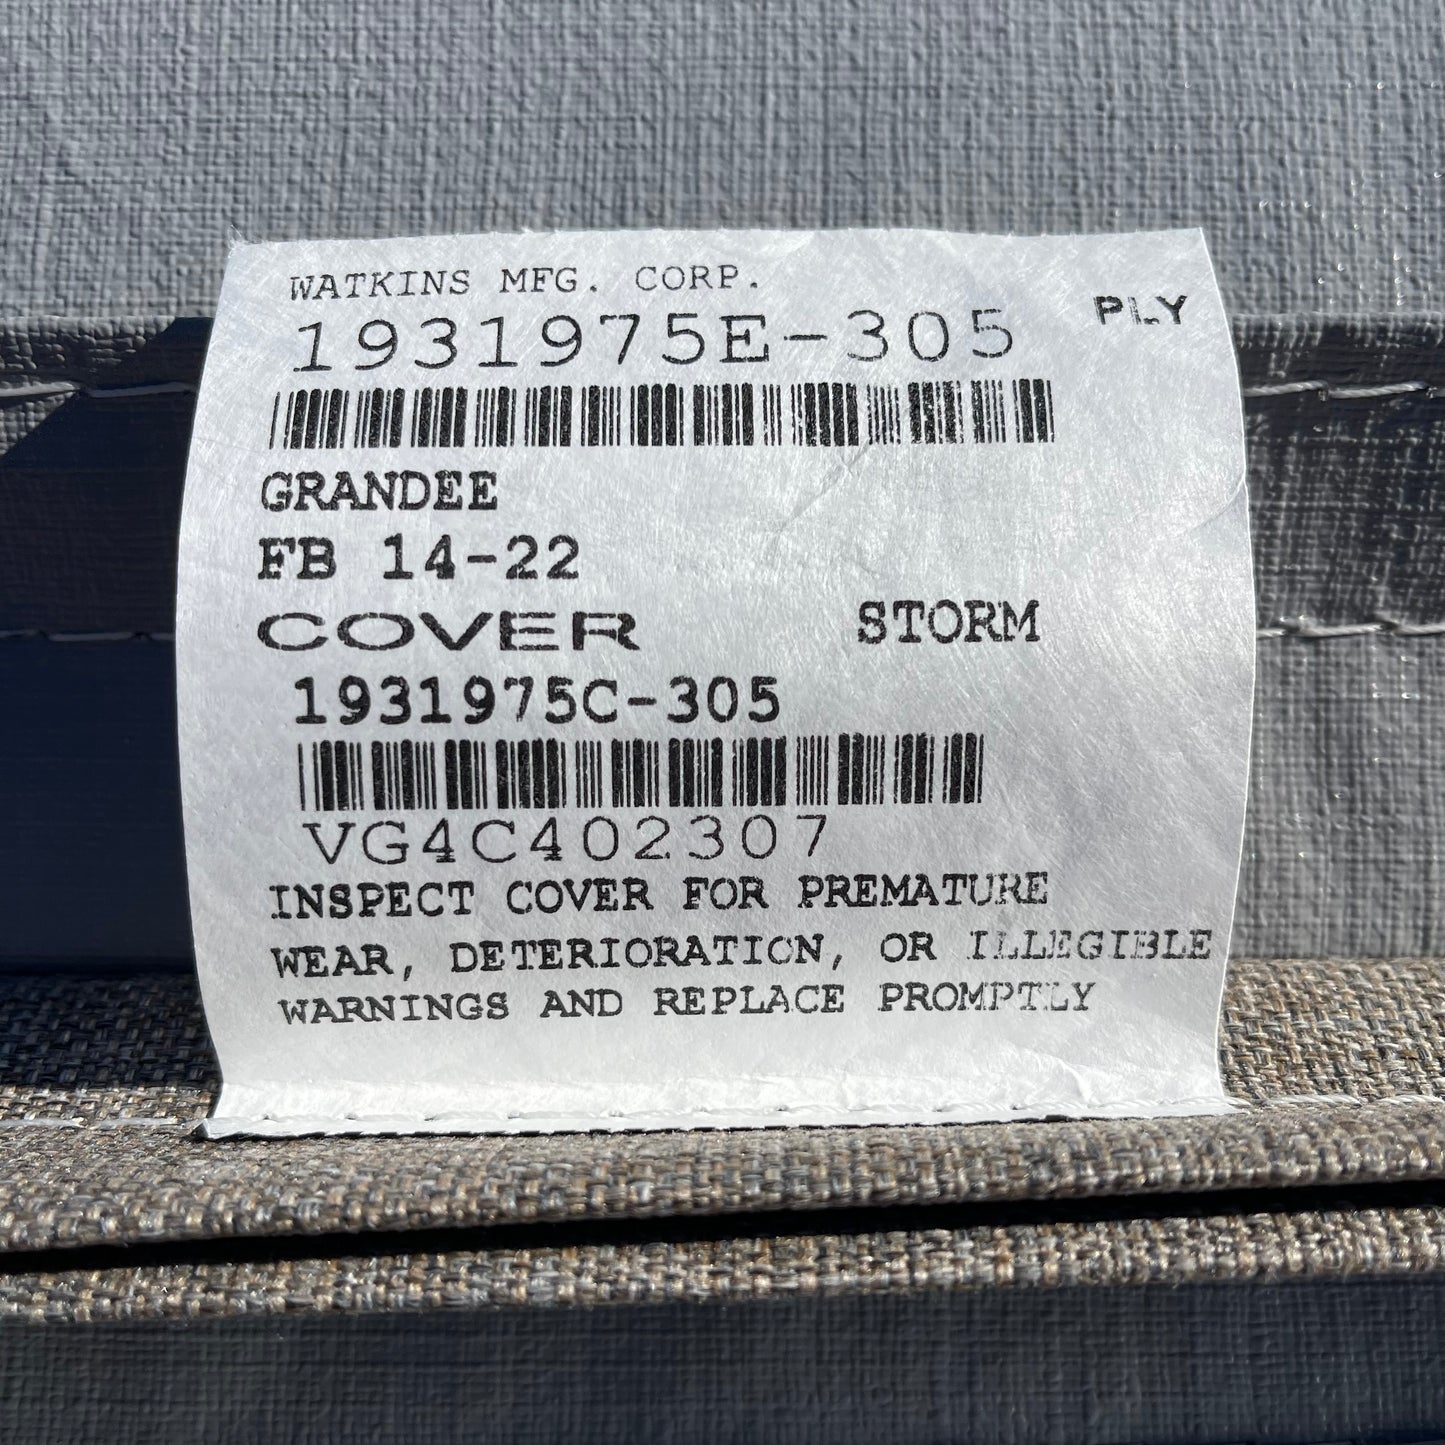 WATKINS MFG. CORP.
1931975E-305 PLY
GRANDEE
FB 14-22
COVER STORM
1931975C-305
VG4C402307
INSPECT COVER FOR PREMATURE
WEAR, DETERIORATION, OR ILLEGIBLE
WARNINGS AND REPLACE PROMPTLY